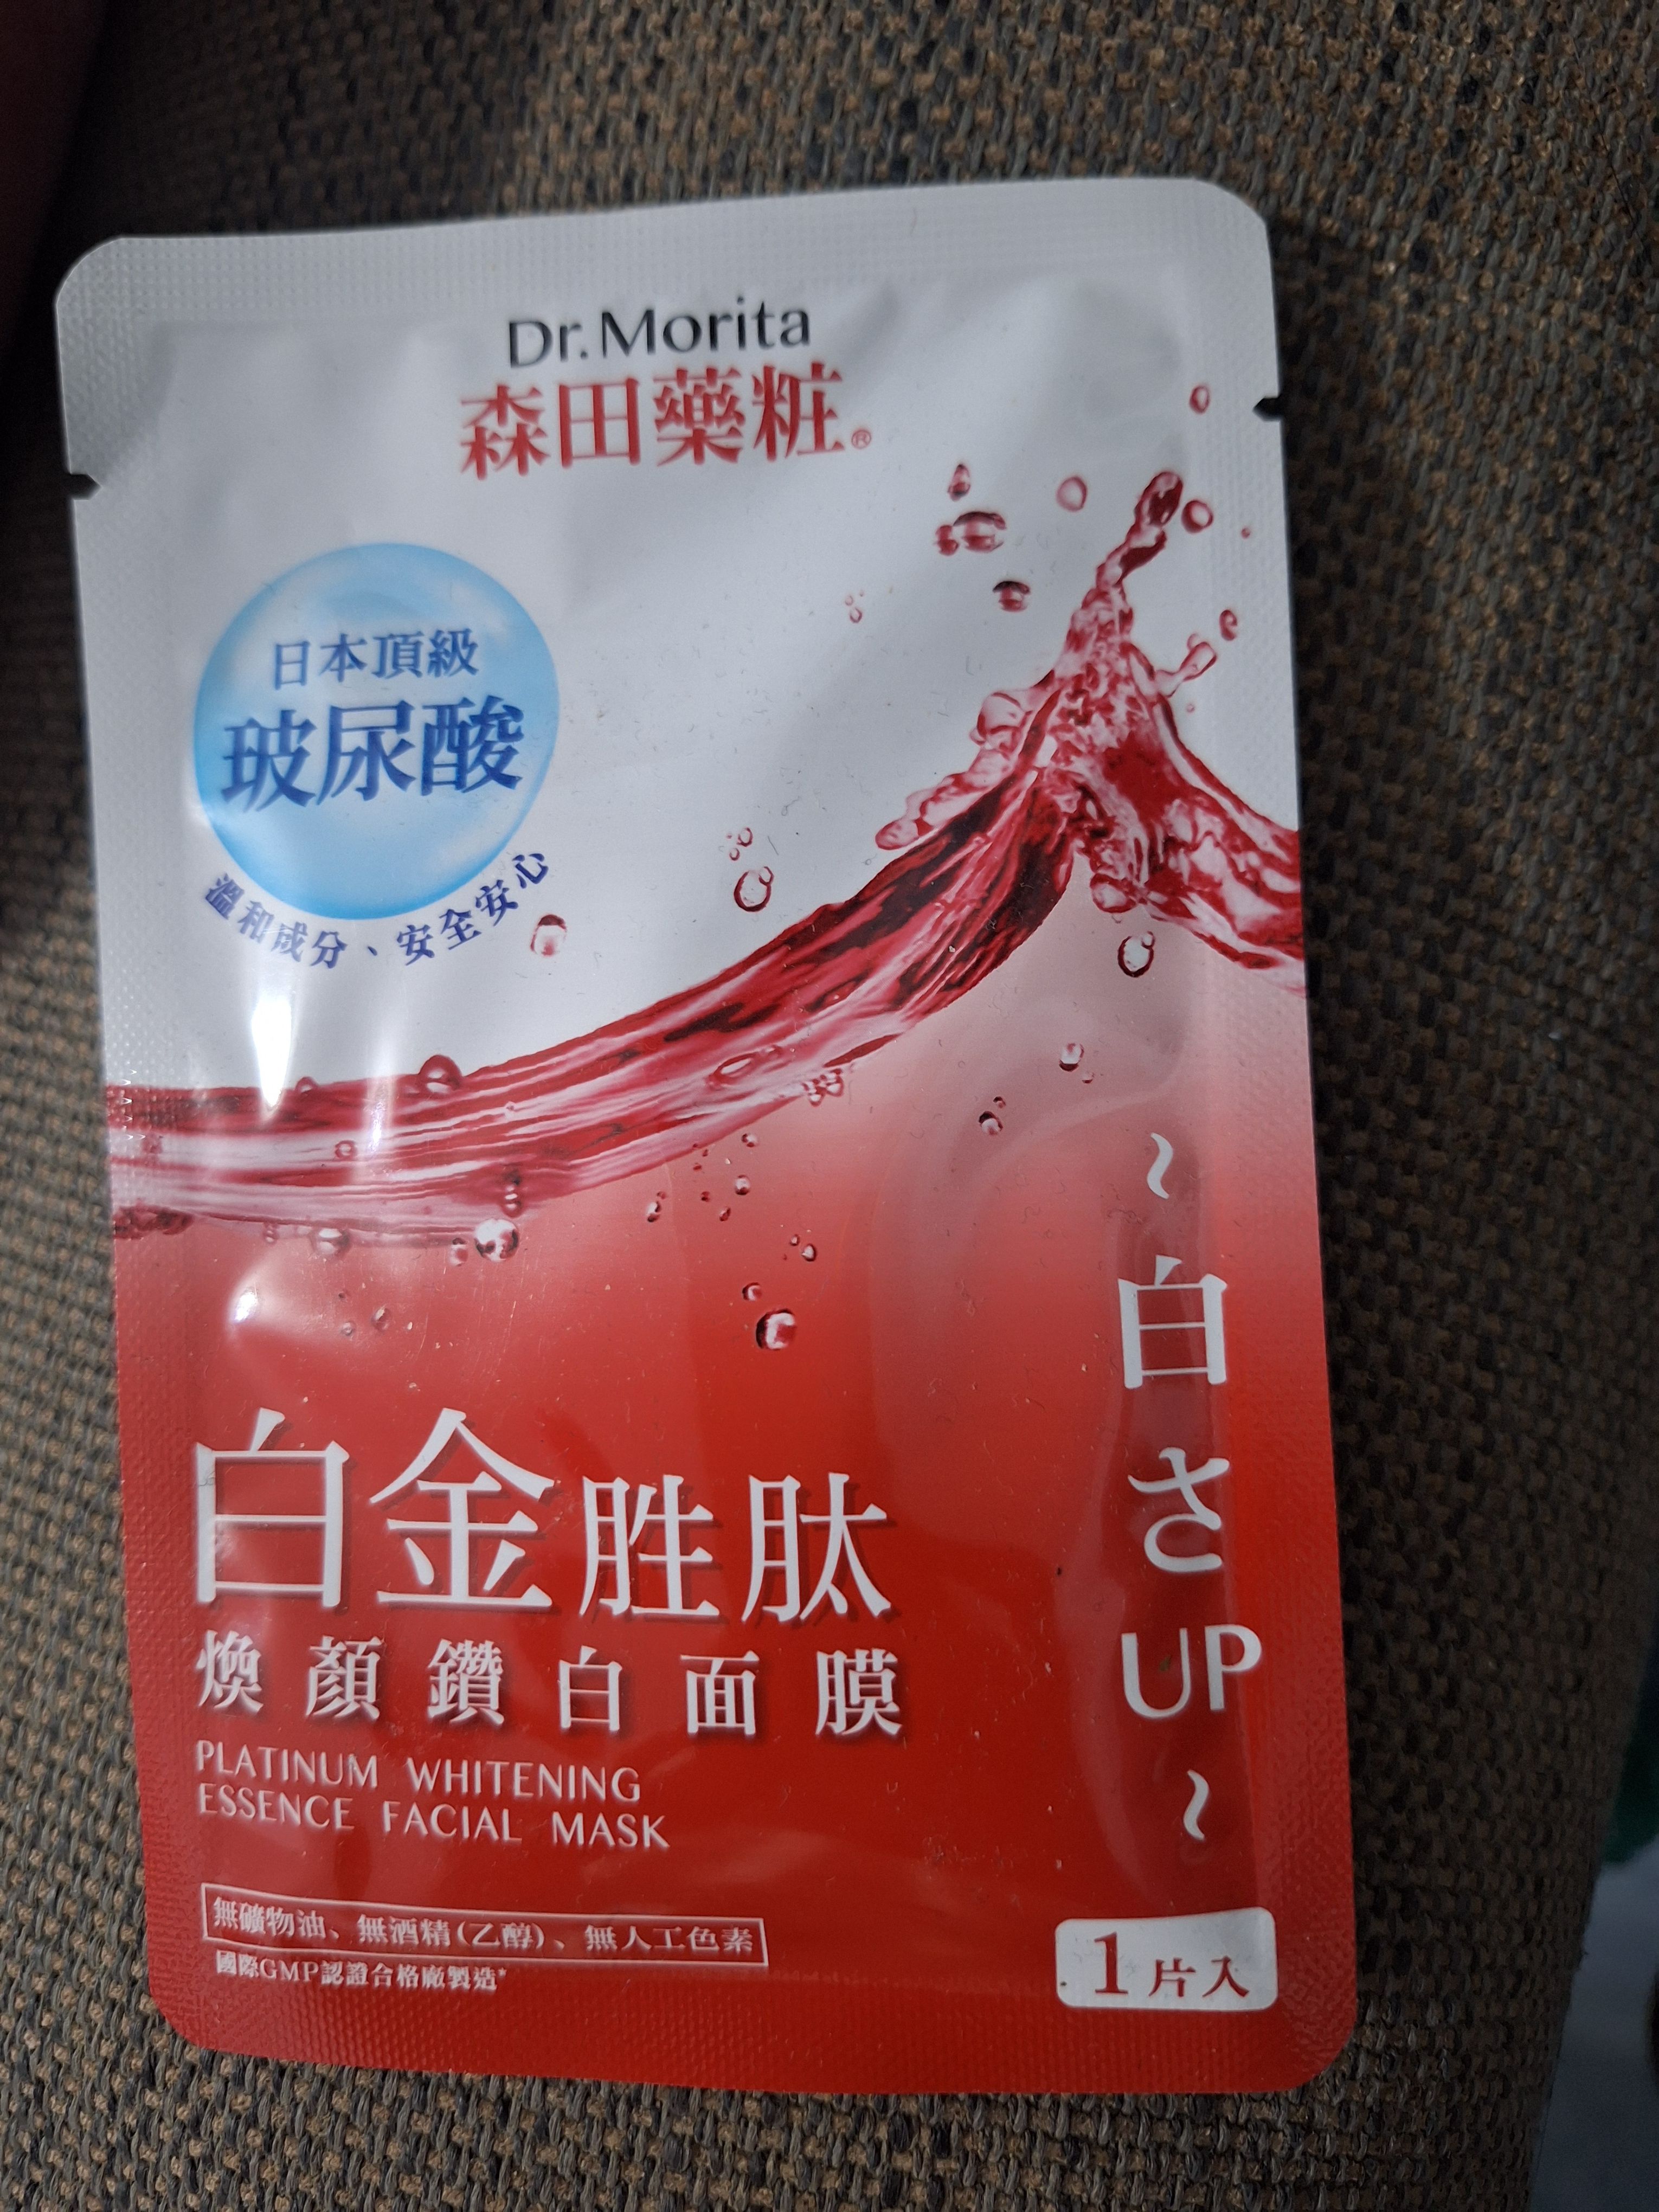 Dr.Morita
森田藥粧®
日本頂級
玻尿酸
溫和成分、安全安心
~白さUP~
白金胜肽
煥顏鑽白面膜
PLATINUM WHITENING
ESSENCE FACIAL MASK
無礦物油、無酒精(乙醇)、無人工色素
國際GMP認證合格廠製造*
1片入